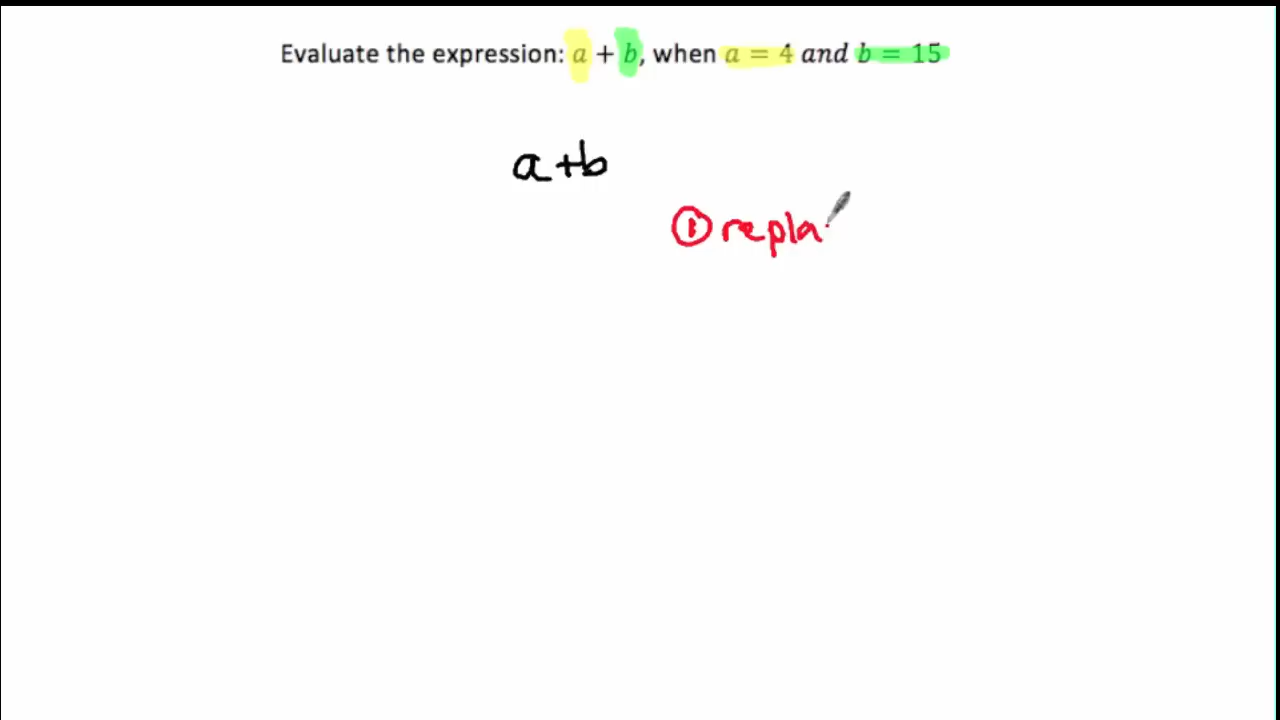 Evaluate the expression: a + b, when a = 4 and b = 15
a+b
① repla